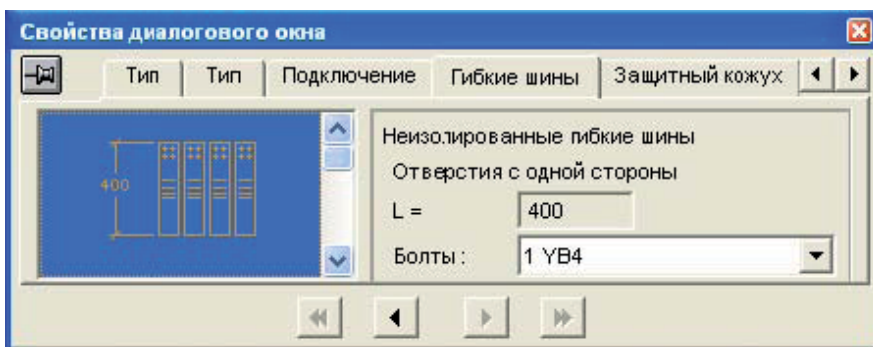 Свойства диалогового окна
Тип Тип Подключение Гибкие шины Защитный кожух
400
Неизолированные гибкие шины
Отверстия с одной стороны
L = 400
Болты : 1 YB4